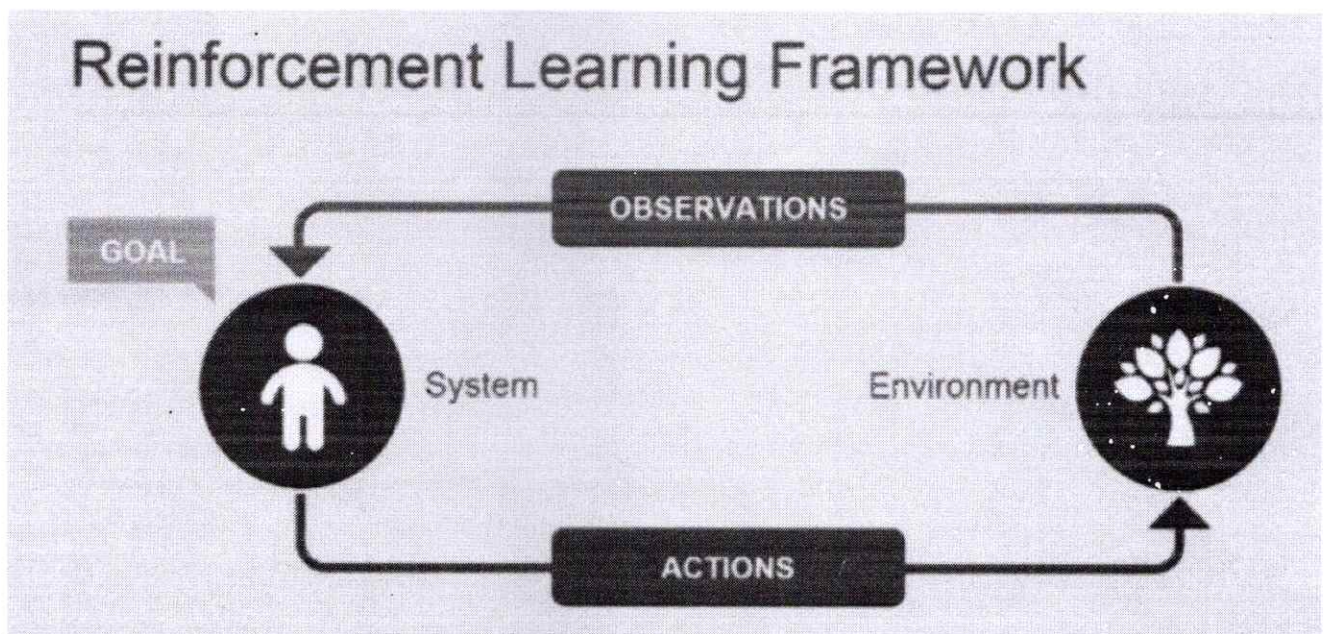 Reinforcement Learning Framework
OBSERVATIONS
GOAL
System
Environment
ACTIONS